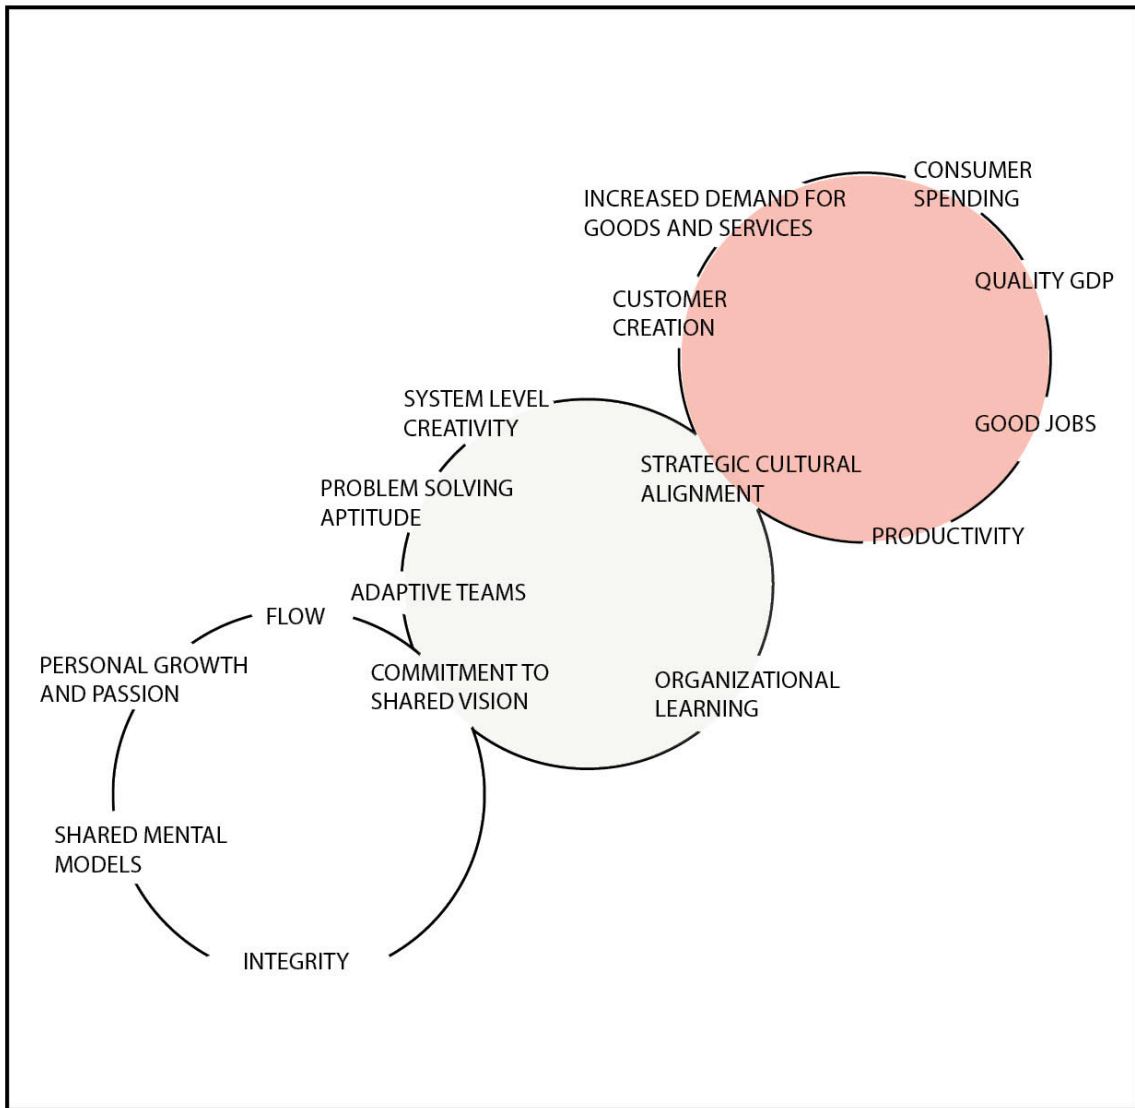 CONSUMER
SPENDING
INCREASED DEMAND FOR
GOODS AND SERVICES
QUALITY GDP
CUSTOMER
CREATION
SYSTEM LEVEL
CREATIVITY
GOOD JOBS
STRATEGIC CULTURAL
ALIGNMENT
PROBLEM SOLVING
APTITUDE
PRODUCTIVITY
ADAPTIVE TEAMS
FLOW
PERSONAL GROWTH
AND PASSION
COMMITMENT TO
SHARED VISION
ORGANIZATIONAL
LEARNING
SHARED MENTAL
MODELS
INTEGRITY